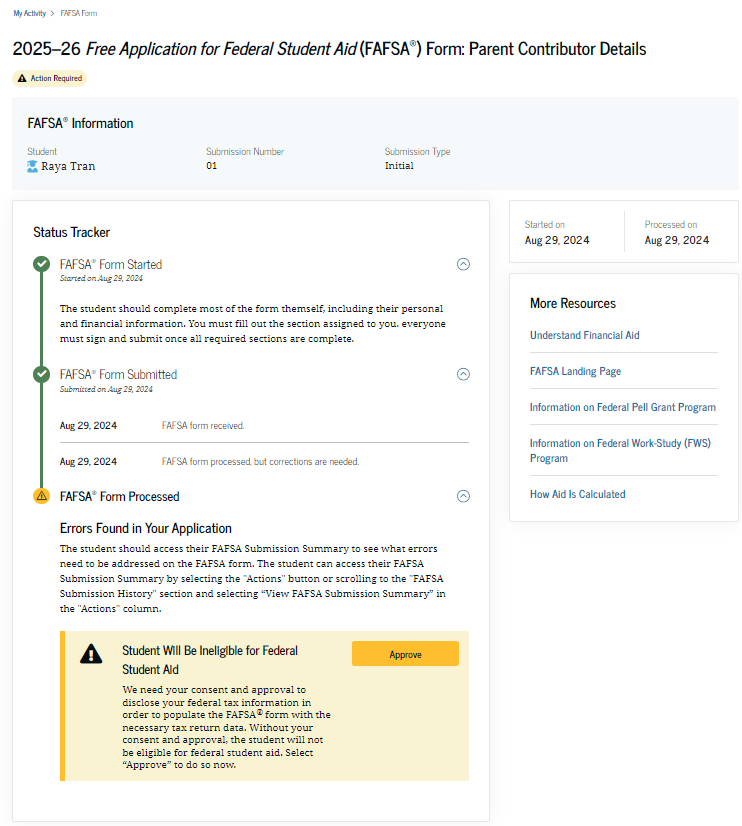 My Activity > FAFSA Form
2025–26 Free Application for Federal Student Aid (FAFSA®) Form: Parent Contributor Details
Action Required
FAFSA® Information
Student
Raya Tran
Submission Number
01
Submission Type
Initial
Status Tracker
FAFSA® Form Started
Started on Aug 29, 2024
The student should complete most of the form themself, including their personal
and financial information. You must fill out the section assigned to you. everyone
must sign and submit once all required sections are complete.
FAFSA® Form Submitted
Submitted on Aug 29, 2024
Aug 29, 2024 FAFSA form received.
Aug 29, 2024 FAFSA form processed, but corrections are needed.
FAFSA® Form Processed
Errors Found in Your Application
The student should access their FAFSA Submission Summary to see what errors
need to be addressed on the FAFSA form. The student can access their FAFSA
Submission Summary by selecting the "Actions" button or scrolling to the "FAFSA
Submission History" section and selecting “View FAFSA Submission Summary” in
the "Actions" column.
Student Will Be Ineligible for Federal
Student Aid
We need your consent and approval to
disclose your federal tax information in
order to populate the FAFSA® form with the
necessary tax return data. Without your
consent and approval, the student will not
be eligible for federal student aid. Select
“Approve” to do so now.
Approve
Started on
Aug 29, 2024
Processed on
Aug 29, 2024
More Resources
Understand Financial Aid
FAFSA Landing Page
Information on Federal Pell Grant Program
Information on Federal Work-Study (FWS)
Program
How Aid Is Calculated